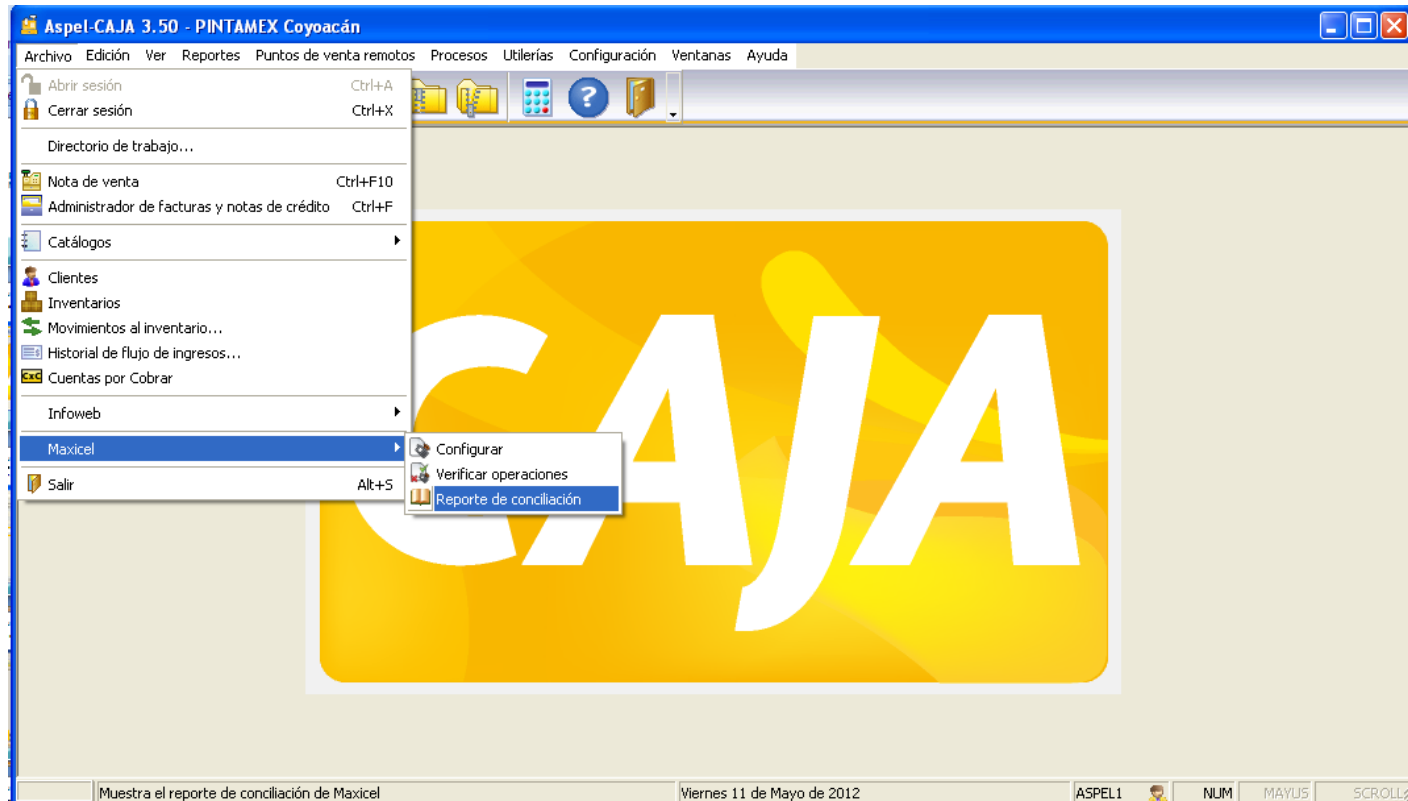 Aspel-CAJA 3.50 - PINTAMEX Coyoacán
Archivo Edición Ver Reportes Puntos de venta remotos Procesos Utilerías Configuración Ventanas Ayuda
Abrir sesión Ctrl+A
Cerrar sesión Ctrl+X
Directorio de trabajo...
Nota de venta Ctrl+F10
Administrador de facturas y notas de crédito Ctrl+F
Catálogos
Clientes
Inventarios
Movimientos al inventario...
Historial de flujo de ingresos...
CxC Cuentas por Cobrar
Infoweb
Maxicel
Configurar
Verificar operaciones
Reporte de conciliación
Salir Alt+S
CAJA
Muestra el reporte de conciliación de Maxicel Viernes 11 de Mayo de 2012 ASPEL1 NUM MAYUS SCROLL